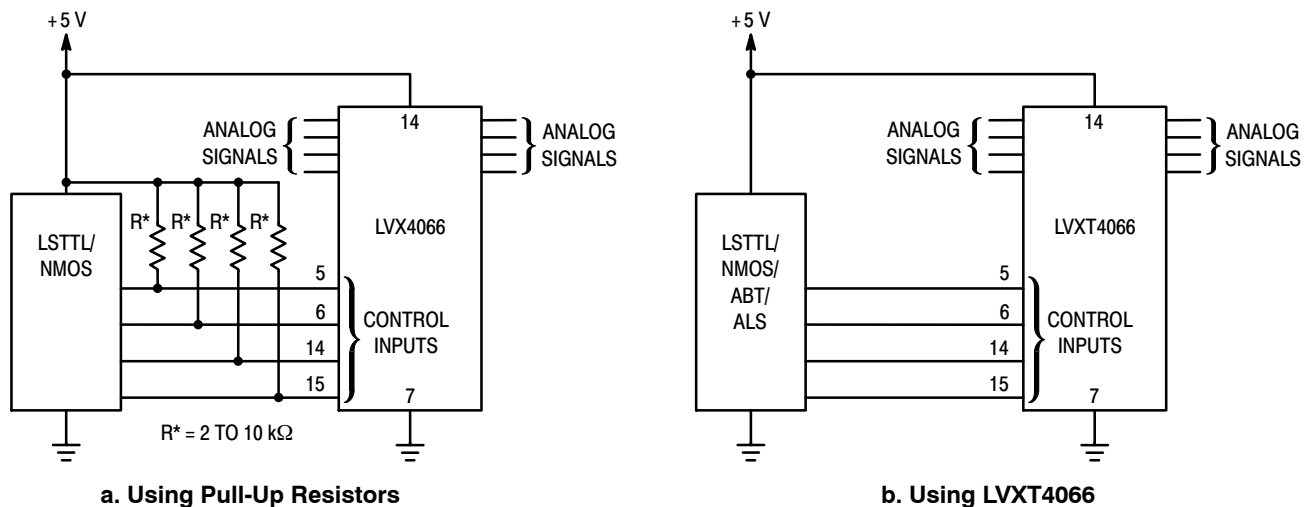 +5 V
14
ANALOG
SIGNALS
ANALOG
SIGNALS
R* R* R* R*
LSTTL/
NMOS
LVX4066
5
6
14
15
CONTROL
INPUTS
7
R* = 2 TO 10 kΩ
a. Using Pull-Up Resistors
+5 V
14
ANALOG
SIGNALS
ANALOG
SIGNALS
LSTTL/
NMOS/
ABT/
ALS
LVXT4066
5
6
14
15
CONTROL
INPUTS
7
b. Using LVXT4066